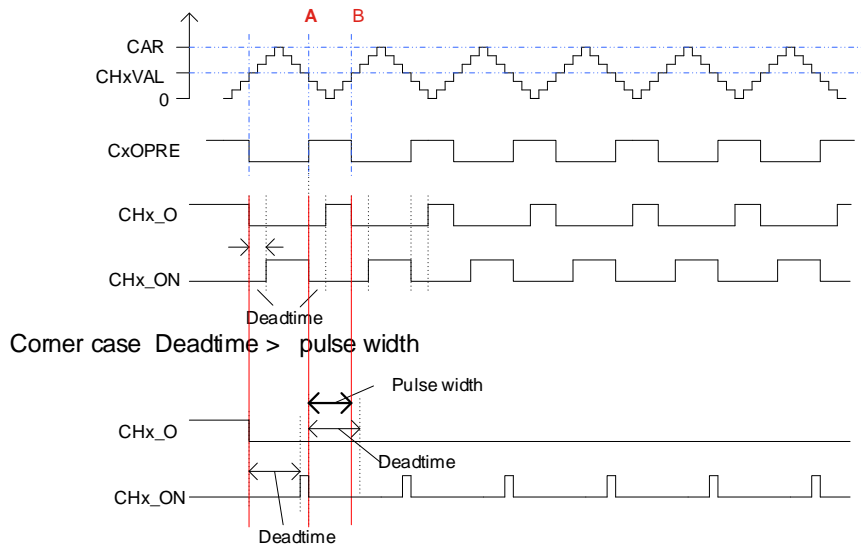 A B
CAR
CHxVAL
0
CxOPRE
CHx_O
CHx_ON
Deadtime
Corner case Deadtime > pulse width
Pulse width
CHx_O
Deadtime
CHx_ON
Deadtime